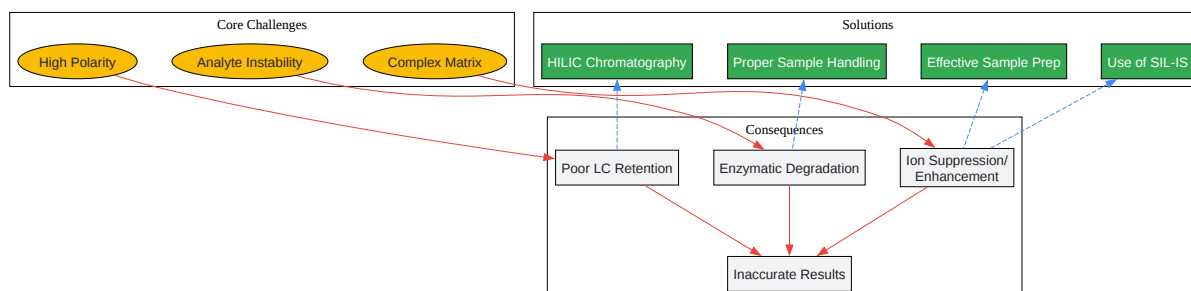 Core Challenges
High Polarity
Analyte Instability
Complex Matrix
Solutions
HILIC Chromatography
Proper Sample Handling
Effective Sample Prep
Use of SIL-IS
Consequences
Poor LC Retention
Enzymatic Degradation
Ion Suppression/
Enhancement
Inaccurate Results